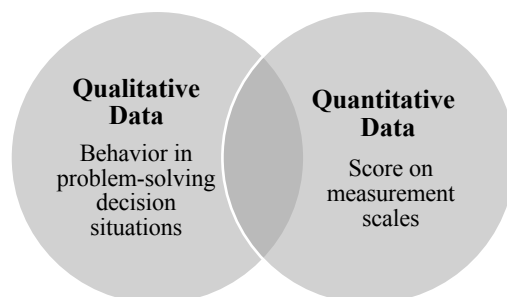 Qualitative
Data
Behavior in
problem-solving
decision
situations
Quantitative
Data
Score on
measurement
scales